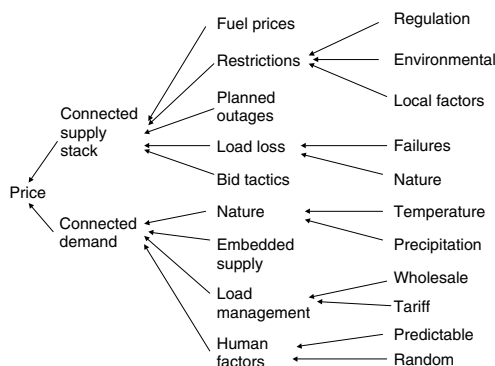 Price
Connected
supply
stack
Connected
demand
Fuel prices
Restrictions
Planned
outages
Load loss
Bid tactics
Nature
Embedded
supply
Load
management
Human
factors
Regulation
Environmental
Local factors
Failures
Nature
Temperature
Precipitation
Wholesale
Tariff
Predictable
Random